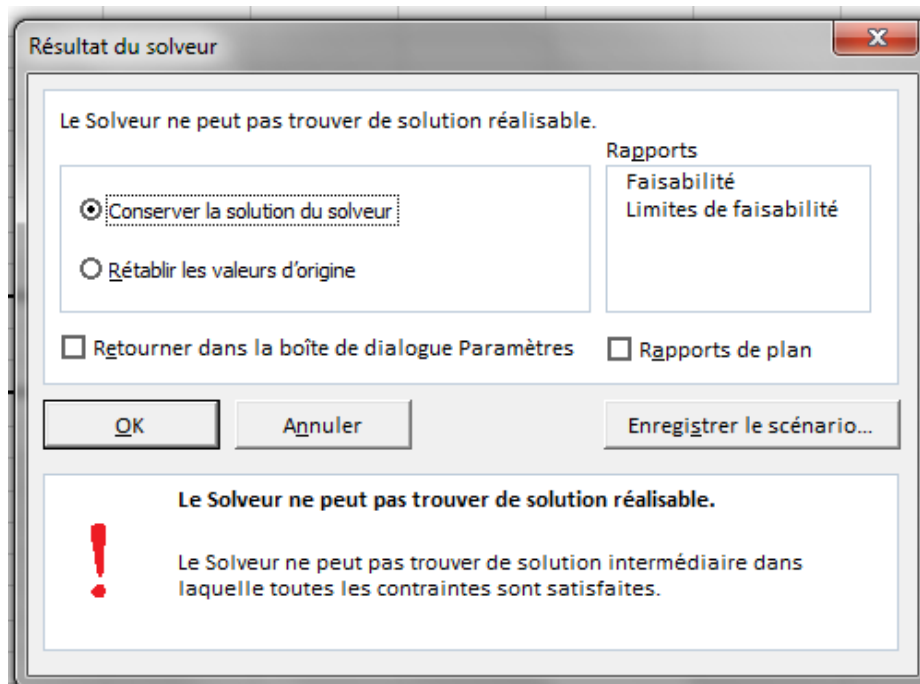 Résultat du solveur
Le Solveur ne peut pas trouver de solution réalisable.
Rapports
Conserver la solution du solveur
Faisabilité
Limites de faisabilité
Rétablir les valeurs d'origine
Retourner dans la boîte de dialogue Paramètres
Rapports de plan
OK
Annuler
Enregistrer le scénario...
Le Solveur ne peut pas trouver de solution réalisable.
Le Solveur ne peut pas trouver de solution intermédiaire dans
laquelle toutes les contraintes sont satisfaites.